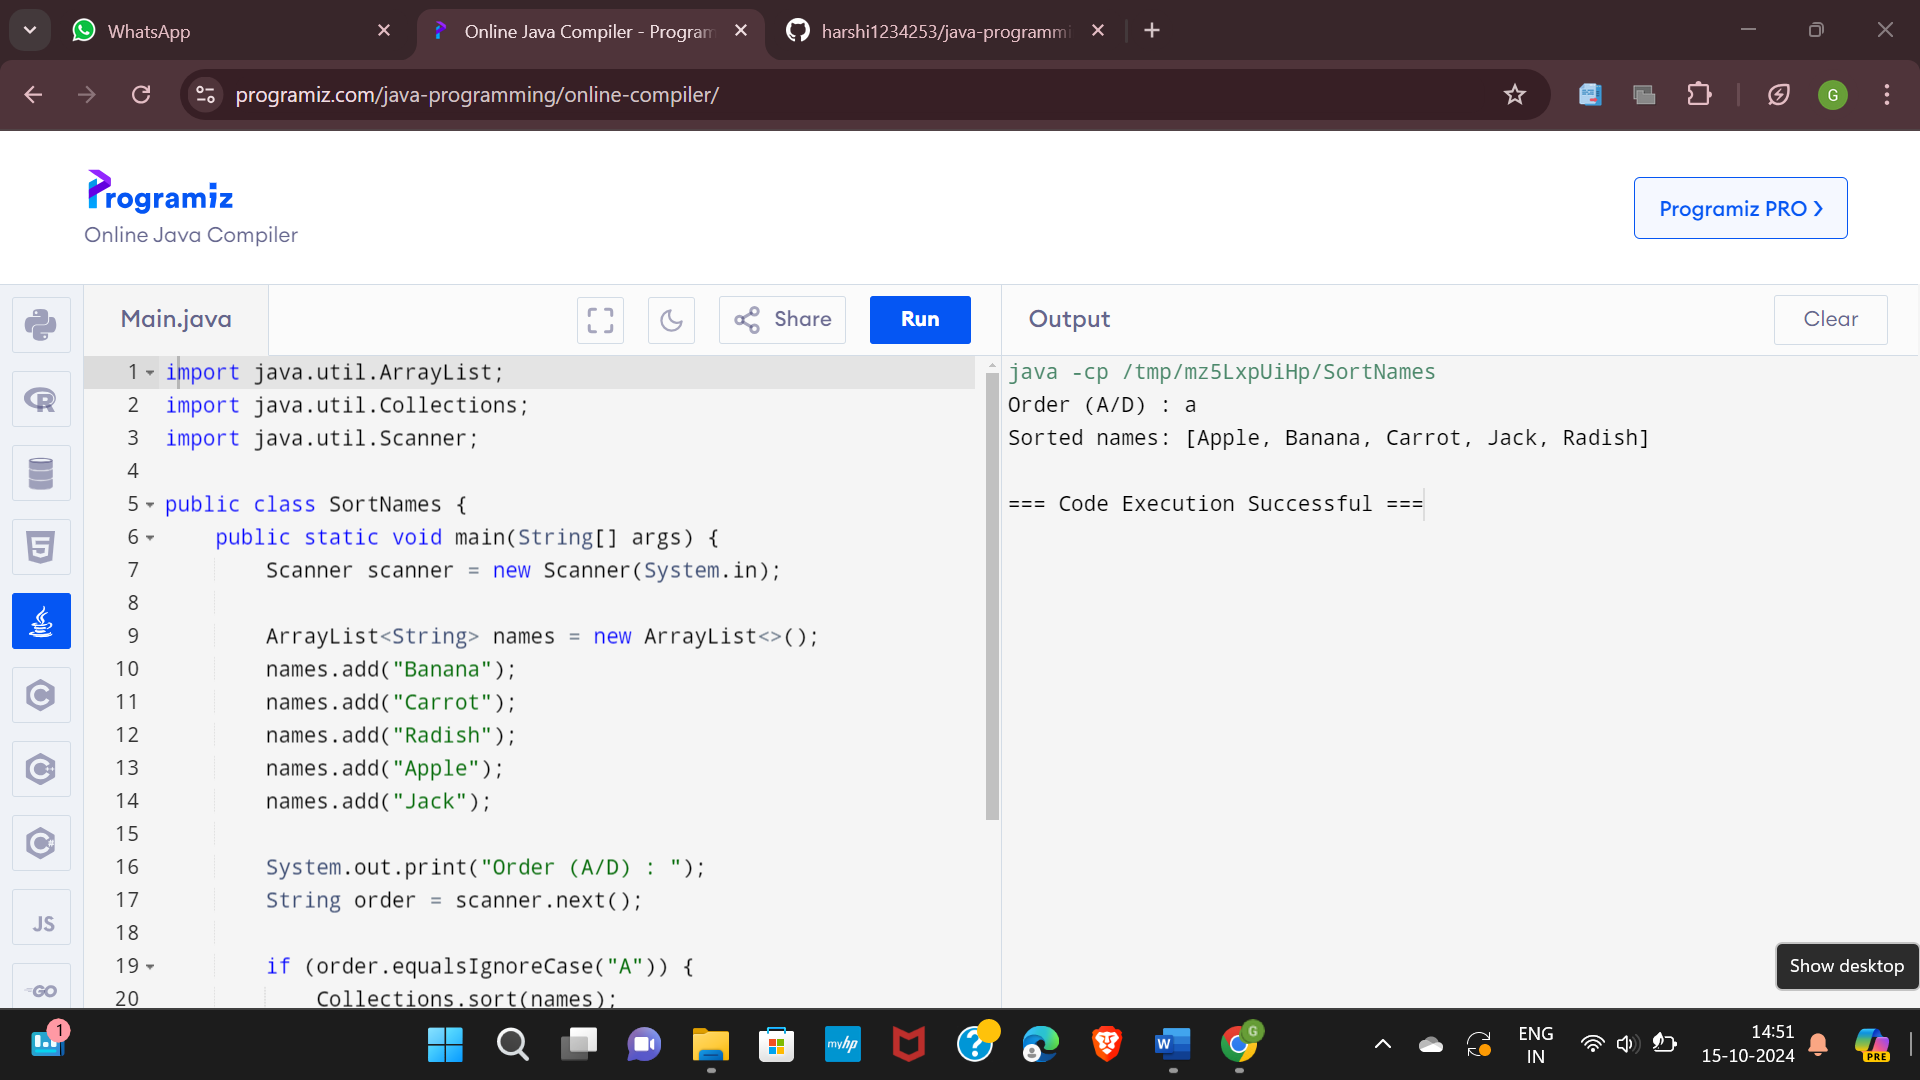 WhatsApp
Online Java Compiler - Program
harshi1234253/java-programmi
programiz.com/java-programming/online-compiler/
G
Programiz
Online Java Compiler
Programiz PRO
Main.java
Share
Run
Output
Clear
1 import java.util.ArrayList;
2 import java.util.Collections;
3 import java.util.Scanner;
4
5 public class SortNames {
6 public static void main(String[] args) {
7 Scanner scanner = new Scanner(System.in);
8
9 ArrayList<String> names = new ArrayList<>();
10 names.add("Banana");
11 names.add("Carrot");
12 names.add("Radish");
13 names.add("Apple");
14 names.add("Jack");
15
16 System.out.print("Order (A/D) : ");
17 String order = scanner.next();
18
19 if (order.equalsIgnoreCase("A")) {
20 Collections.sort(names);
java -cp /tmp/mz5LxpUiHp/SortNames
Order (A/D) : a
Sorted names: [Apple, Banana, Carrot, Jack, Radish]
=== Code Execution Successful ===
R
5
C
C
C#
JS
GO
Show desktop
1
myhp
?
W
G
ENG
IN
14:51
15-10-2024
PRE